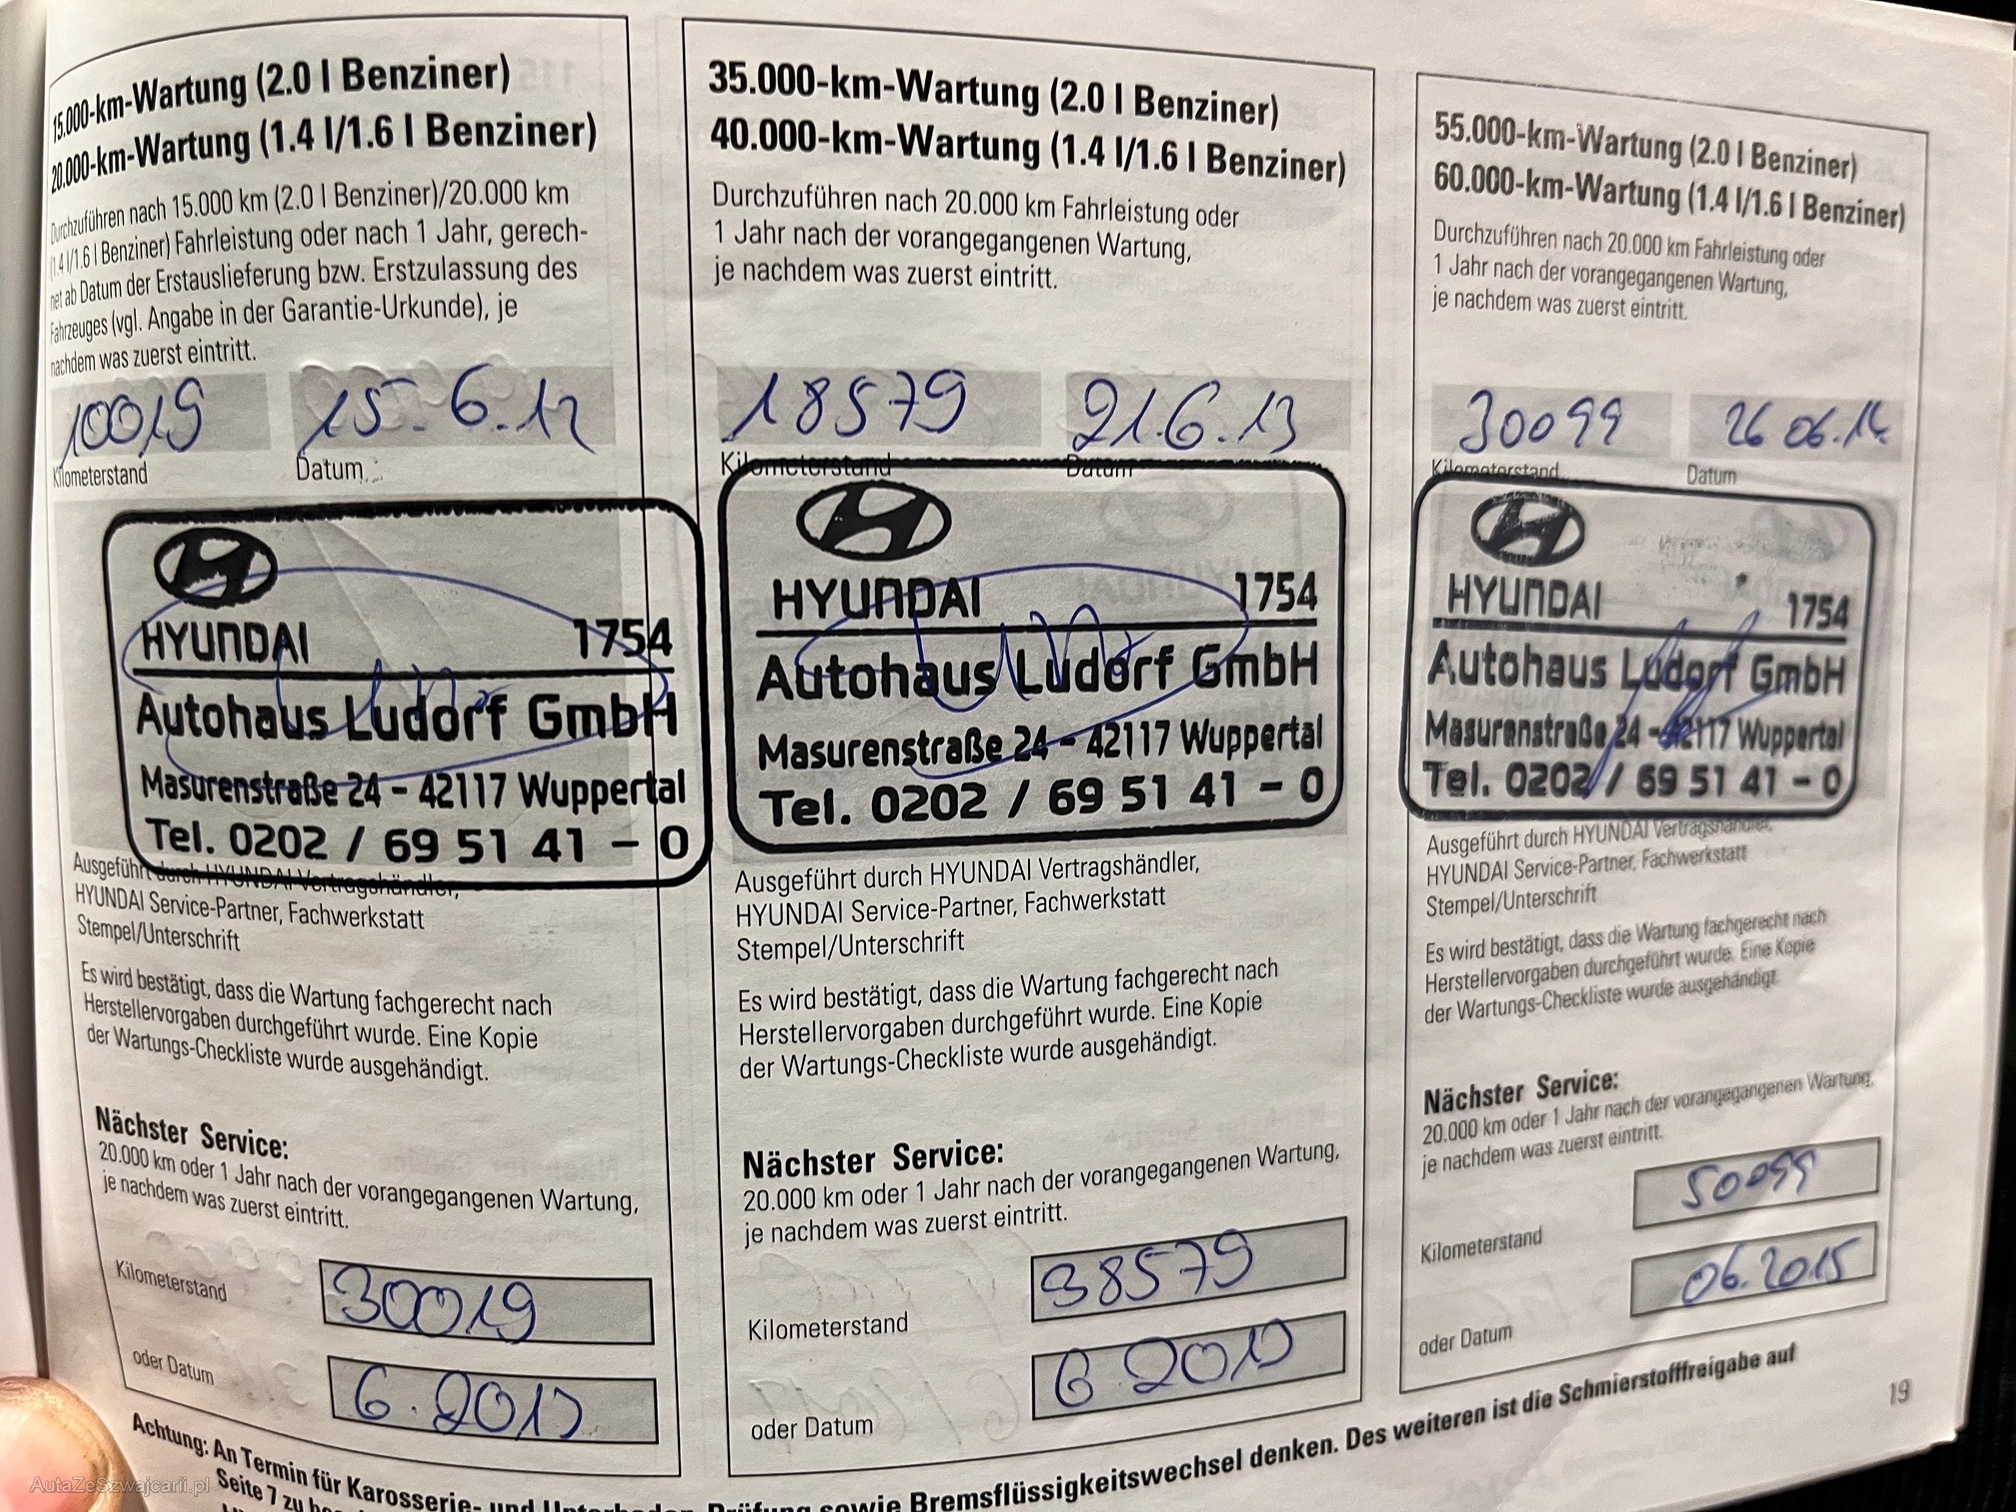 15.000-km-Wartung (2.0 l Benziner)
20.000-km-Wartung (1.4 l/1.6 l Benziner)
Durchzuführen nach 15.000 km (2.0 l Benziner)/20.000 km
(1.4 l/1.6 l Benziner) Fahrleistung oder nach 1 Jahr, gerech-
net ab Datum der Erstauslieferung bzw. Erstzulassung des
Fahrzeuges (vgl. Angabe in der Garantie-Urkunde), je
nachdem was zuerst eintritt.
10019 15.6.12
Kilometerstand Datum
HYUNDAI 1754
Autohaus Ludorf GmbH
Masurenstraße 24 - 42117 Wuppertal
Tel. 0202 / 69 51 41 - 0
Ausgeführt durch HYUNDAI Vertragshändler,
HYUNDAI Service-Partner, Fachwerkstatt
Stempel/Unterschrift
Es wird bestätigt, dass die Wartung fachgerecht nach
Herstellervorgaben durchgeführt wurde. Eine Kopie
der Wartungs-Checkliste wurde ausgehändigt.
Nächster Service:
20.000 km oder 1 Jahr nach der vorangegangenen Wartung,
je nachdem was zuerst eintritt.
Kilometerstand 30019
oder Datum 6.2013
35.000-km-Wartung (2.0 l Benziner)
40.000-km-Wartung (1.4 l/1.6 l Benziner)
Durchzuführen nach 20.000 km Fahrleistung oder
1 Jahr nach der vorangegangenen Wartung,
je nachdem was zuerst eintritt.
18579 21.6.13
Kilometerstand Datum
HYUNDAI 1754
Autohaus Ludorf GmbH
Masurenstraße 24 - 42117 Wuppertal
Tel. 0202 / 69 51 41 - 0
Ausgeführt durch HYUNDAI Vertragshändler,
HYUNDAI Service-Partner, Fachwerkstatt
Stempel/Unterschrift
Es wird bestätigt, dass die Wartung fachgerecht nach
Herstellervorgaben durchgeführt wurde. Eine Kopie
der Wartungs-Checkliste wurde ausgehändigt.
Nächster Service:
20.000 km oder 1 Jahr nach der vorangegangenen Wartung,
je nachdem was zuerst eintritt.
Kilometerstand 38579
oder Datum
55.000-km-Wartung (2.0 l Benziner)
60.000-km-Wartung (1.4 l/1.6 l Benziner)
Durchzuführen nach 20.000 km Fahrleistung oder
1 Jahr nach der vorangegangenen Wartung,
je nachdem was zuerst eintritt.
30099 26 06.14
Kilometerstand Datum
HYUNDAI 1754
Autohaus Ludorf GmbH
Masurenstraße 24 - 42117 Wuppertal
Tel. 0202 / 69 51 41 - 0
Ausgeführt durch HYUNDAI Vertragshändler,
HYUNDAI Service-Partner, Fachwerkstatt
Stempel/Unterschrift
Es wird bestätigt, dass die Wartung fachgerecht nach
Herstellervorgaben durchgeführt wurde. Eine Kopie
der Wartungs-Checkliste wurde ausgehändigt.
Nächster Service:
20.000 km oder 1 Jahr nach der vorangegangenen Wartung,
je nachdem was zuerst eintritt.
Kilometerstand 50099
oder Datum 06.2015
Achtung: An Termin für Karosserie- und Unterboden-Prüfung sowie Bremsflüssigkeitswechsel denken. Des weiteren ist die Schmierstofffreigabe auf
Seite 7 zu
19
AutaZeSzwajcarii.pl